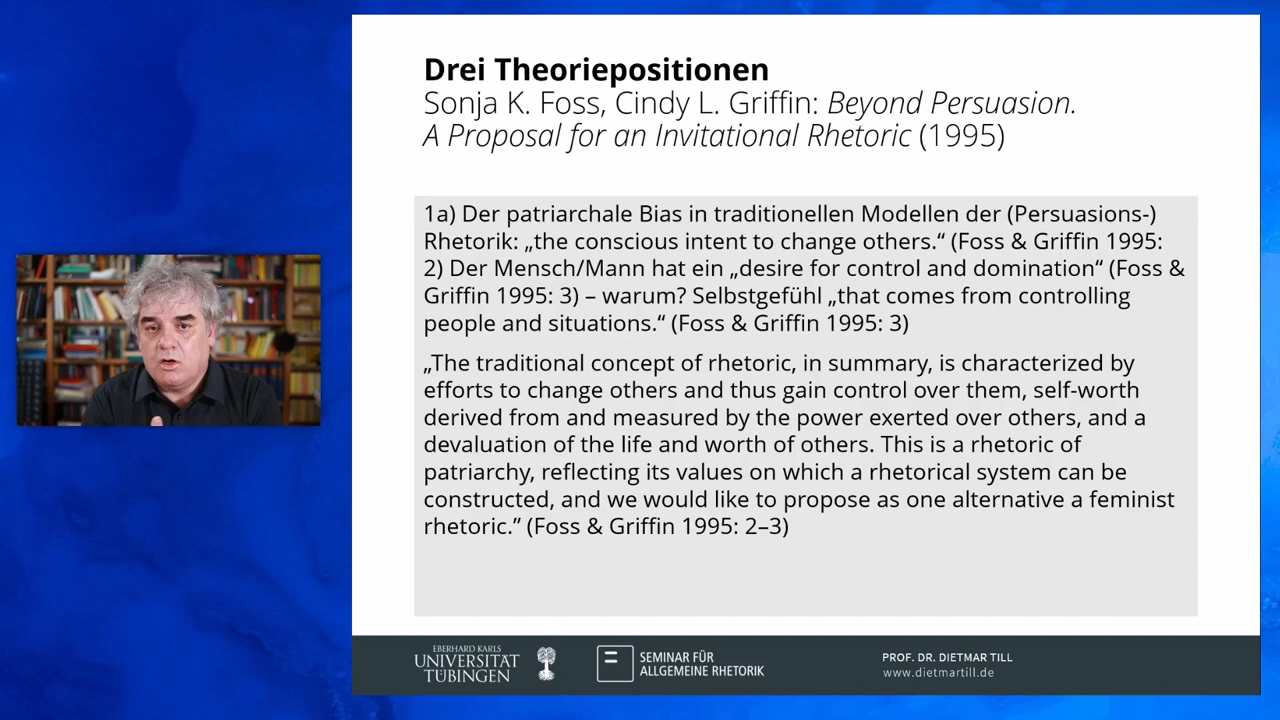 Drei Theoriepositionen
Sonja K. Foss, Cindy L. Griffin: Beyond Persuasion.
A Proposal for an Invitational Rhetoric (1995)
1a) Der patriarchale Bias in traditionellen Modellen der (Persuasions-)
Rhetorik: „the conscious intent to change others.“ (Foss & Griffin 1995:
2) Der Mensch/Mann hat ein „desire for control and domination“ (Foss &
Griffin 1995: 3) – warum? Selbstgefühl „that comes from controlling
people and situations.“ (Foss & Griffin 1995: 3)
„The traditional concept of rhetoric, in summary, is characterized by
efforts to change others and thus gain control over them, self-worth
derived from and measured by the power exerted over others, and a
devaluation of the life and worth of others. This is a rhetoric of
patriarchy, reflecting its values on which a rhetorical system can be
constructed, and we would like to propose as one alternative a feminist
rhetoric.” (Foss & Griffin 1995: 2–3)
EBERHARD KARLS
UNIVERSITÄT
TÜBINGEN
SEMINAR FÜR
ALLGEMEINE RHETORIK
PROF. DR. DIETMAR TILL
www.dietmartill.de